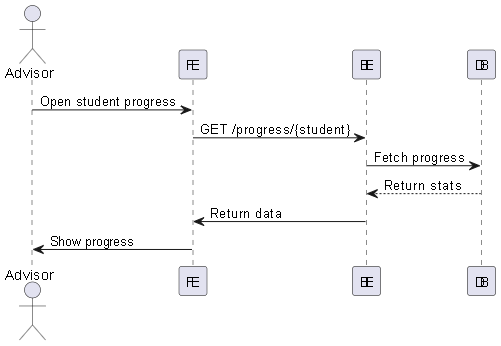 Advisor
FE
BE
DB
Open student progress
GET /progress/{student}
Fetch progress
Return stats
Return data
Show progress
Advisor
FE
BE
DB